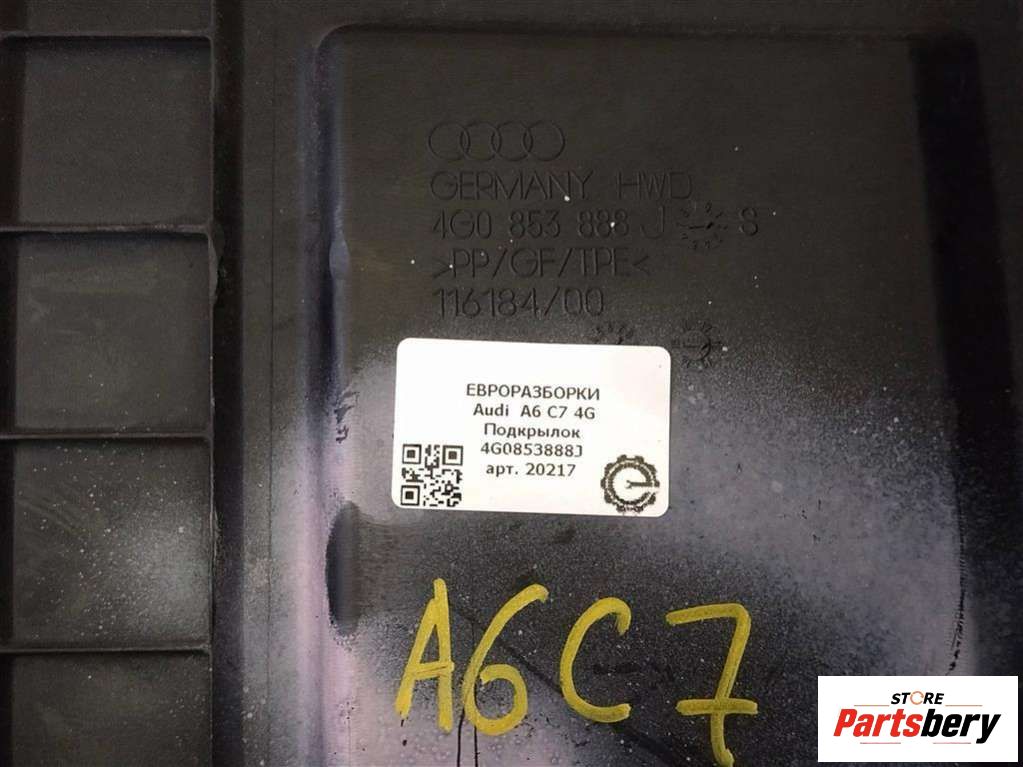 GERMANY HWD
4G0 853 888 J S
>PP/GF/TPE<
116184/00
ЕВРОРАЗБОРКИ
Audi A6 C7 4G
Подкрылок
4G0853888J
арт. 20217
A6C7
STORE
Partsbery